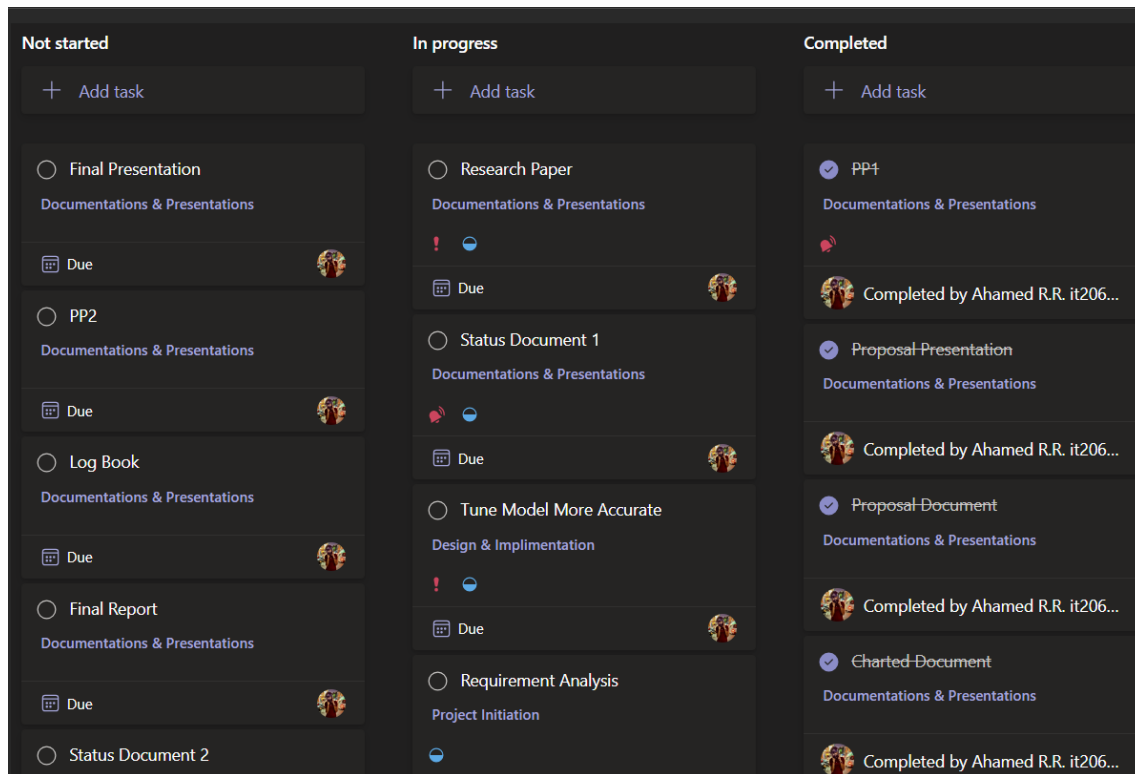 Not started
Add task
Final Presentation
Documentations & Presentations
Due
PP2
Documentations & Presentations
Due
Log Book
Documentations & Presentations
Due
Final Report
Documentations & Presentations
Due
Status Document 2
In progress
Add task
Research Paper
Documentations & Presentations
Due
Status Document 1
Documentations & Presentations
Due
Tune Model More Accurate
Design & Implimentation
Due
Requirement Analysis
Project Initiation
Completed
Add task
PP1
Documentations & Presentations
Completed by Ahamed R.R. it206...
Proposal Presentation
Documentations & Presentations
Completed by Ahamed R.R. it206...
Proposal Document
Documentations & Presentations
Completed by Ahamed R.R. it206...
Charted Document
Documentations & Presentations
Completed by Ahamed R.R. it206...